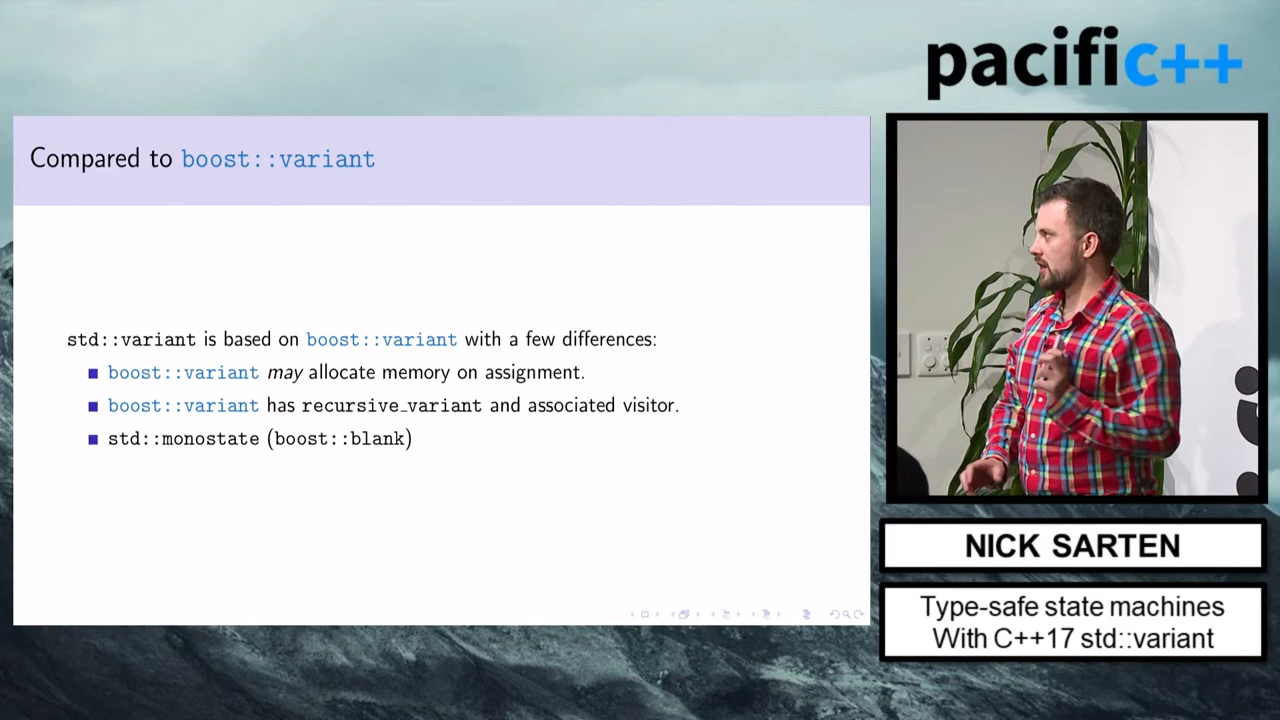 pacific++
Compared to boost::variant
std::variant is based on boost::variant with a few differences:
boost::variant may allocate memory on assignment.
boost::variant has recursive_variant and associated visitor.
std::monostate (boost::blank)
NICK SARTEN
Type-safe state machines
With C++17 std::variant